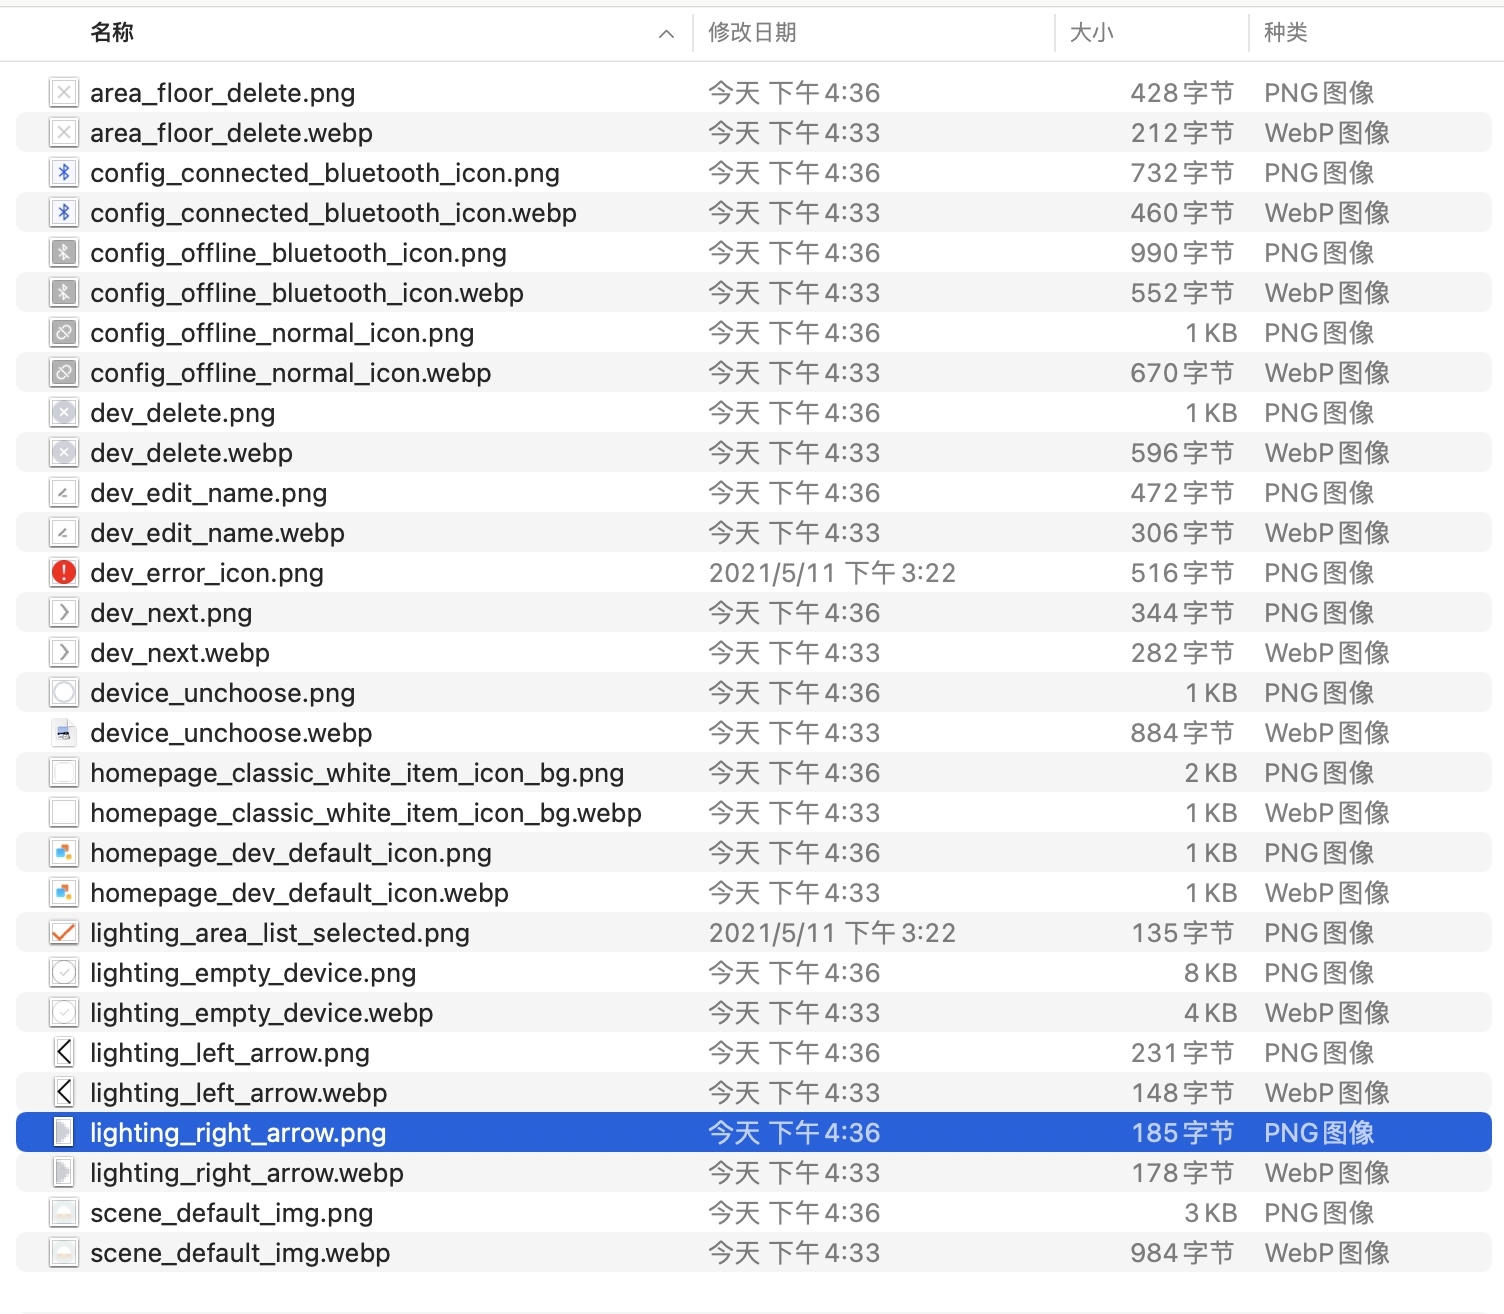 名称 修改日期 大小 种类
area_floor_delete.png 今天 下午4:36 428字节 PNG图像
area_floor_delete.webp 今天 下午4:33 212字节 WebP图像
config_connected_bluetooth_icon.png 今天 下午4:36 732字节 PNG图像
config_connected_bluetooth_icon.webp 今天 下午4:33 460字节 WebP图像
config_offline_bluetooth_icon.png 今天 下午4:36 990字节 PNG图像
config_offline_bluetooth_icon.webp 今天 下午4:33 552字节 WebP图像
config_offline_normal_icon.png 今天 下午4:36 1 KB PNG图像
config_offline_normal_icon.webp 今天 下午4:33 670字节 WebP图像
dev_delete.png 今天 下午4:36 1 KB PNG图像
dev_delete.webp 今天 下午4:33 596字节 WebP图像
dev_edit_name.png 今天 下午4:36 472字节 PNG图像
dev_edit_name.webp 今天 下午4:33 306字节 WebP图像
dev_error_icon.png 2021/5/11 下午3:22 516字节 PNG图像
dev_next.png 今天 下午4:36 344字节 PNG图像
dev_next.webp 今天 下午4:33 282字节 WebP图像
device_unchoose.png 今天 下午4:36 1 KB PNG图像
device_unchoose.webp 今天 下午4:33 884字节 WebP图像
homepage_classic_white_item_icon_bg.png 今天 下午4:36 2 KB PNG图像
homepage_classic_white_item_icon_bg.webp 今天 下午4:33 1 KB WebP图像
homepage_dev_default_icon.png 今天 下午4:36 1 KB PNG图像
homepage_dev_default_icon.webp 今天 下午4:33 1 KB WebP图像
lighting_area_list_selected.png 2021/5/11 下午3:22 135字节 PNG图像
lighting_empty_device.png 今天 下午4:36 8 KB PNG图像
lighting_empty_device.webp 今天 下午4:33 4 KB WebP图像
lighting_left_arrow.png 今天 下午4:36 231字节 PNG图像
lighting_left_arrow.webp 今天 下午4:33 148字节 WebP图像
lighting_right_arrow.png 今天 下午4:36 185字节 PNG图像
lighting_right_arrow.webp 今天 下午4:33 178字节 WebP图像
scene_default_img.png 今天 下午4:36 3 KB PNG图像
scene_default_img.webp 今天 下午4:33 984字节 WebP图像